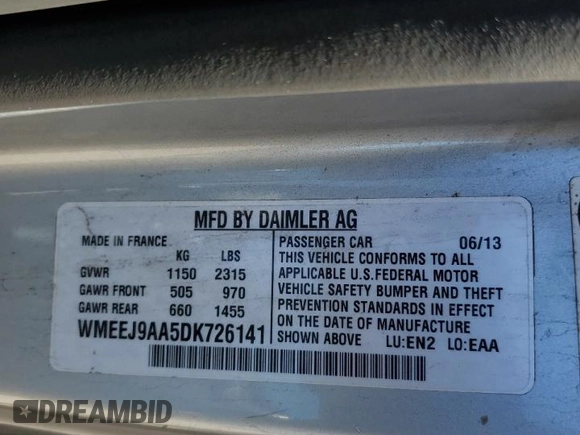 MFD BY DAIMLER AG
MADE IN FRANCE
KG LBS
GVWR 1150 2315
GAWR FRONT 505 970
GAWR REAR 660 1455
WMEEJ9AA5DK726141
PASSENGER CAR 06/13
THIS VEHICLE CONFORMS TO ALL
APPLICABLE U.S.FEDERAL MOTOR
VEHICLE SAFETY BUMPER AND THEFT
PREVENTION STANDARDS IN EFFECT
ON THE DATE OF MANUFACTURE
SHOWN ABOVE LU:EN2 LO:EAA
DREAMBID